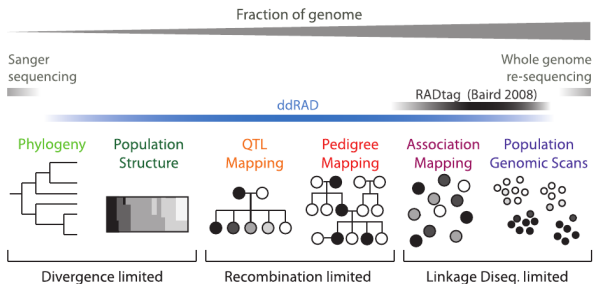 Fraction of genome
Sanger
sequencing
Whole genome
re-sequencing
RADtag (Baird 2008)
ddRAD
Phylogeny
Population
Structure
QTL
Mapping
Pedigree
Mapping
Association
Mapping
Population
Genomic Scans
Divergence limited
Recombination limited
Linkage Diseq. limited